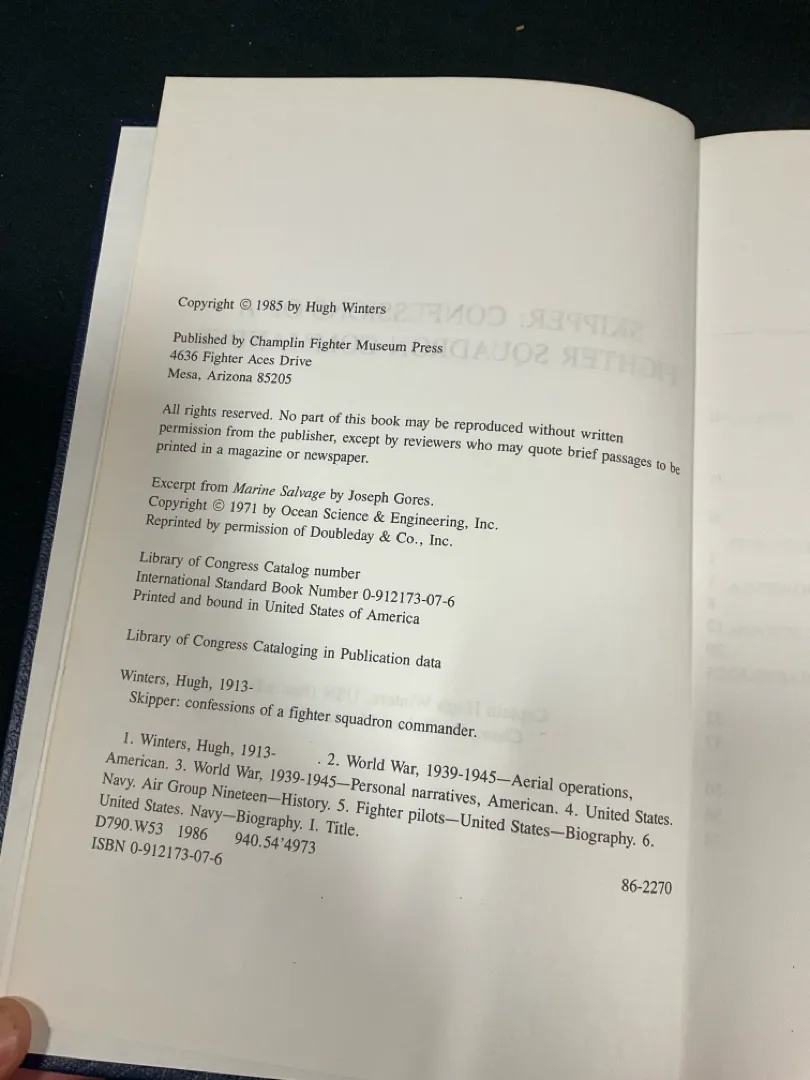 Copyright © 1985 by Hugh Winters
Published by Champlin Fighter Museum Press
4636 Fighter Aces Drive
Mesa, Arizona 85205
All rights reserved. No part of this book may be reproduced without written
permission from the publisher, except by reviewers who may quote brief passages to be
printed in a magazine or newspaper.
Excerpt from Marine Salvage by Joseph Gores.
Copyright © 1971 by Ocean Science & Engineering, Inc.
Reprinted by permission of Doubleday & Co., Inc.
Library of Congress Catalog number
International Standard Book Number 0-912173-07-6
Printed and bound in United States of America
Library of Congress Cataloging in Publication data
Winters, Hugh, 1913-
Skipper: confessions of a fighter squadron commander.
1. Winters, Hugh, 1913- . 2. World War, 1939-1945—Aerial operations,
American. 3. World War, 1939-1945—Personal narratives, American. 4. United States.
Navy. Air Group Nineteen—History. 5. Fighter pilots—United States—Biography. 6.
United States. Navy—Biography. I. Title.
D790.W53 1986 940.54'4973
ISBN 0-912173-07-6
86-2270